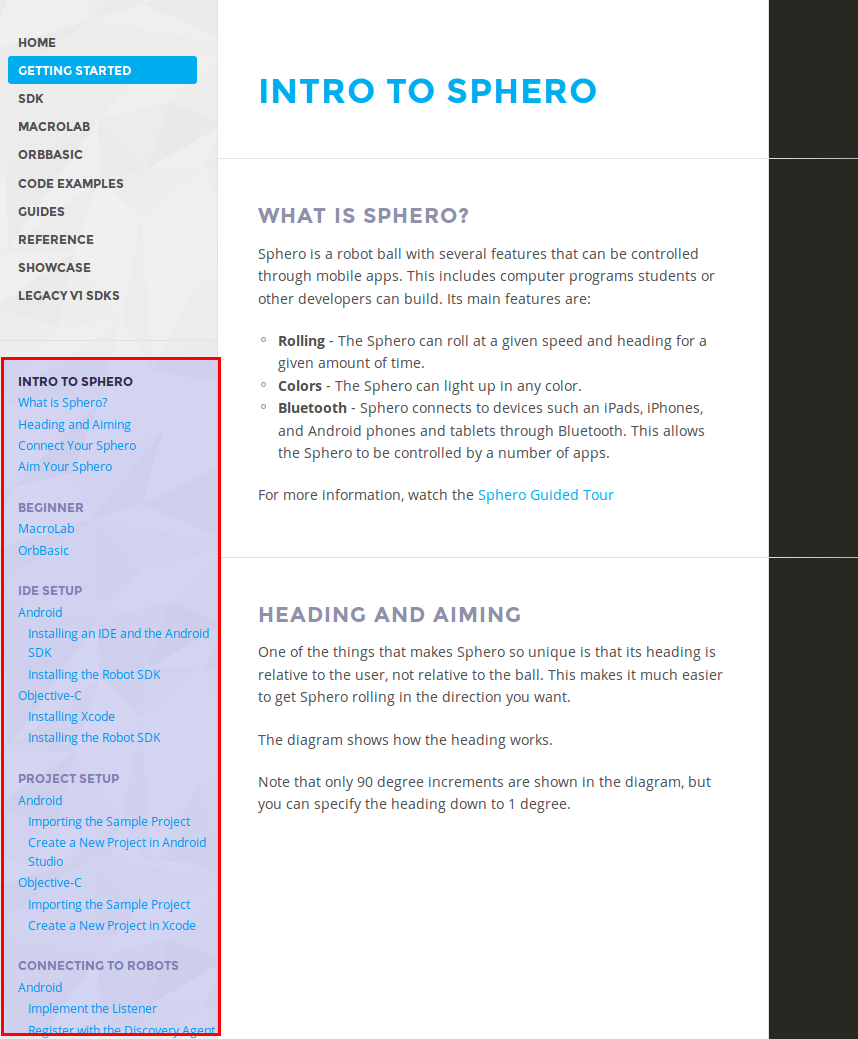 HOME
GETTING STARTED
SDK
MACROLAB
ORBBASIC
CODE EXAMPLES
GUIDES
REFERENCE
SHOWCASE
LEGACY V1 SDKS
INTRO TO SPHERO
What is Sphero?
Heading and Aiming
Connect Your Sphero
Aim Your Sphero
BEGINNER
MacroLab
OrbBasic
IDE SETUP
Android
Installing an IDE and the Android
SDK
Installing the Robot SDK
Objective-C
Installing Xcode
Installing the Robot SDK
PROJECT SETUP
Android
Importing the Sample Project
Create a New Project in Android
Studio
Objective-C
Importing the Sample Project
Create a New Project in Xcode
CONNECTING TO ROBOTS
Android
Implement the Listener
Register with the Discovery Agent
INTRO TO SPHERO
WHAT IS SPHERO?
Sphero is a robot ball with several features that can be controlled
through mobile apps. This includes computer programs students or
other developers can build. Its main features are:
Rolling - The Sphero can roll at a given speed and heading for a
given amount of time.
Colors - The Sphero can light up in any color.
Bluetooth - Sphero connects to devices such an iPads, iPhones,
and Android phones and tablets through Bluetooth. This allows
the Sphero to be controlled by a number of apps.
For more information, watch the Sphero Guided Tour
HEADING AND AIMING
One of the things that makes Sphero so unique is that its heading is
relative to the user, not relative to the ball. This makes it much easier
to get Sphero rolling in the direction you want.
The diagram shows how the heading works.
Note that only 90 degree increments are shown in the diagram, but
you can specify the heading down to 1 degree.